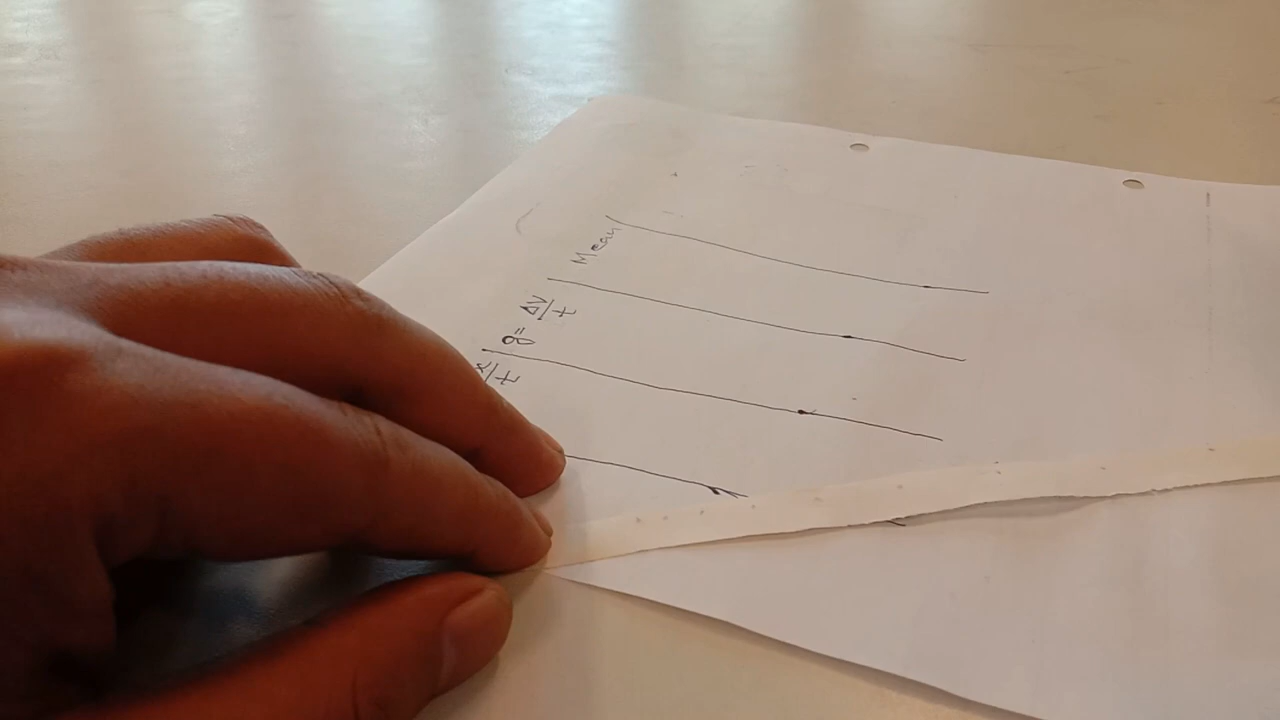 Mean
g = ΔV/t
x/t